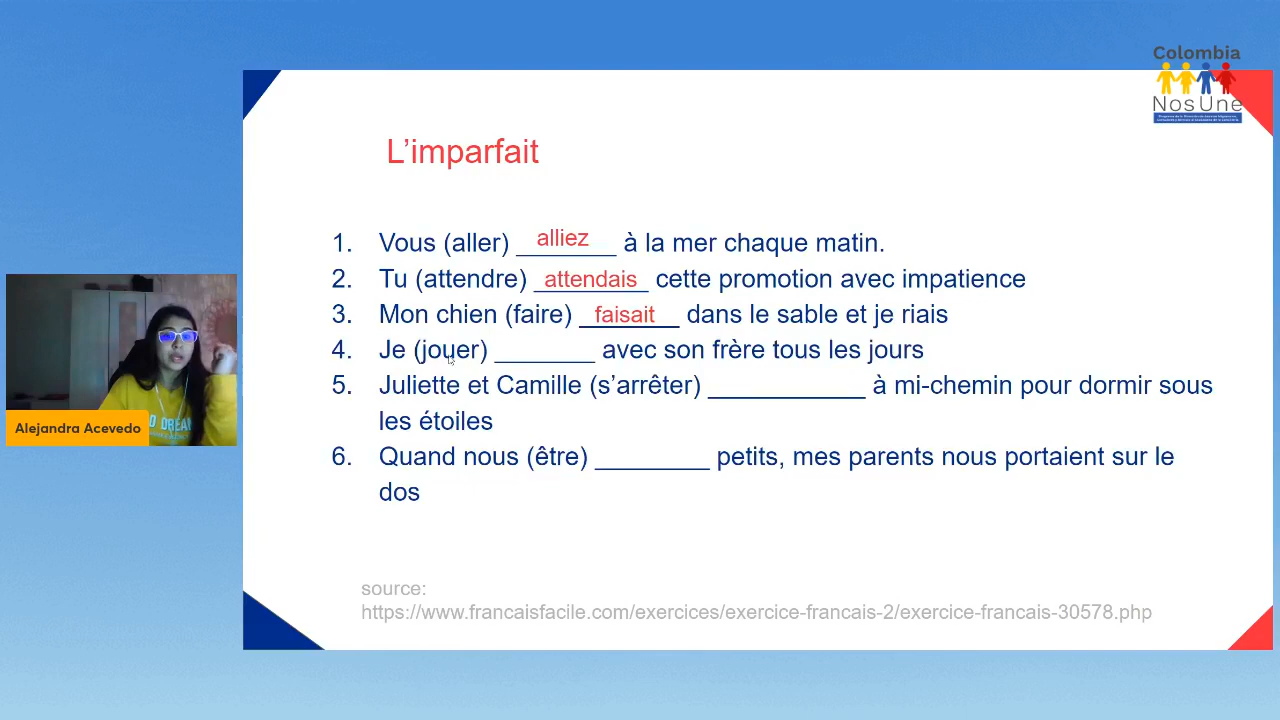 Colombia
NosUne
L'imparfait
1. Vous (aller) alliez à la mer chaque matin.
2. Tu (attendre) attendais cette promotion avec impatience
3. Mon chien (faire) faisait dans le sable et je riais
4. Je (jouer) _______ avec son frère tous les jours
5. Juliette et Camille (s'arrêter) ___________ à mi-chemin pour dormir sous
les étoiles
6. Quand nous (être) ________ petits, mes parents nous portaient sur le
dos
Alejandra Acevedo
source:
https://www.francaisfacile.com/exercices/exercice-francais-2/exercice-francais-30578.php